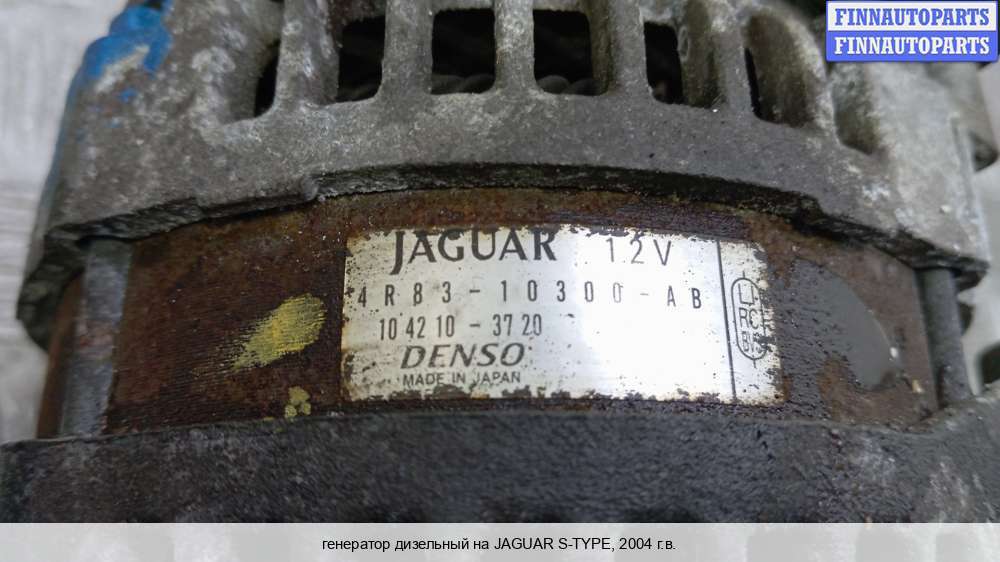 FINNAUTOPARTS
FINNAUTOPARTS
JAGUAR 12V
4R83-10300-AB
104210-3720
DENSO
MADE IN JAPAN
L
RC
генератор дизельный на JAGUAR S-TYPE, 2004 г.в.